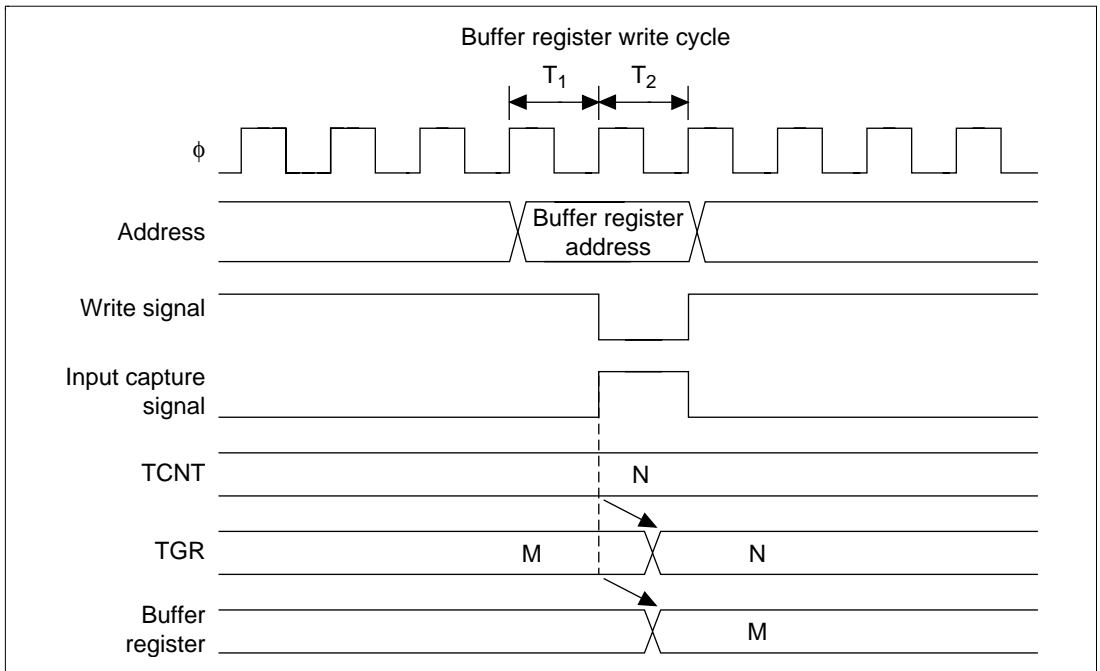 Buffer register write cycle
T1 T2
ϕ
Address
Buffer register
address
Write signal
Input capture
signal
TCNT
N
TGR
M N
Buffer
register
M